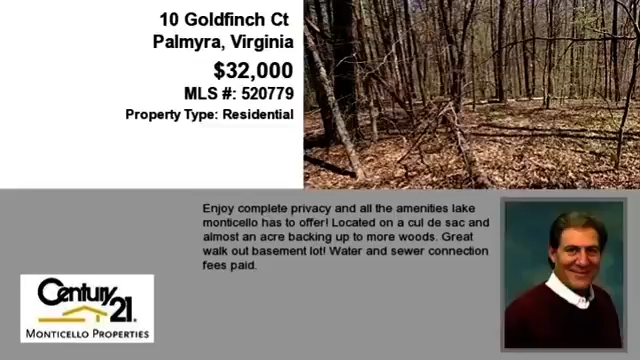 10 Goldfinch Ct
Palmyra, Virginia
$32,000
MLS #: 520779
Property Type: Residential
Enjoy complete privacy and all the amenities lake
monticello has to offer! Located on a cul de sac and
almost an acre backing up to more woods. Great
walk out basement lot! Water and sewer connection
fees paid.
Century 21.
MONTICELLO PROPERTIES